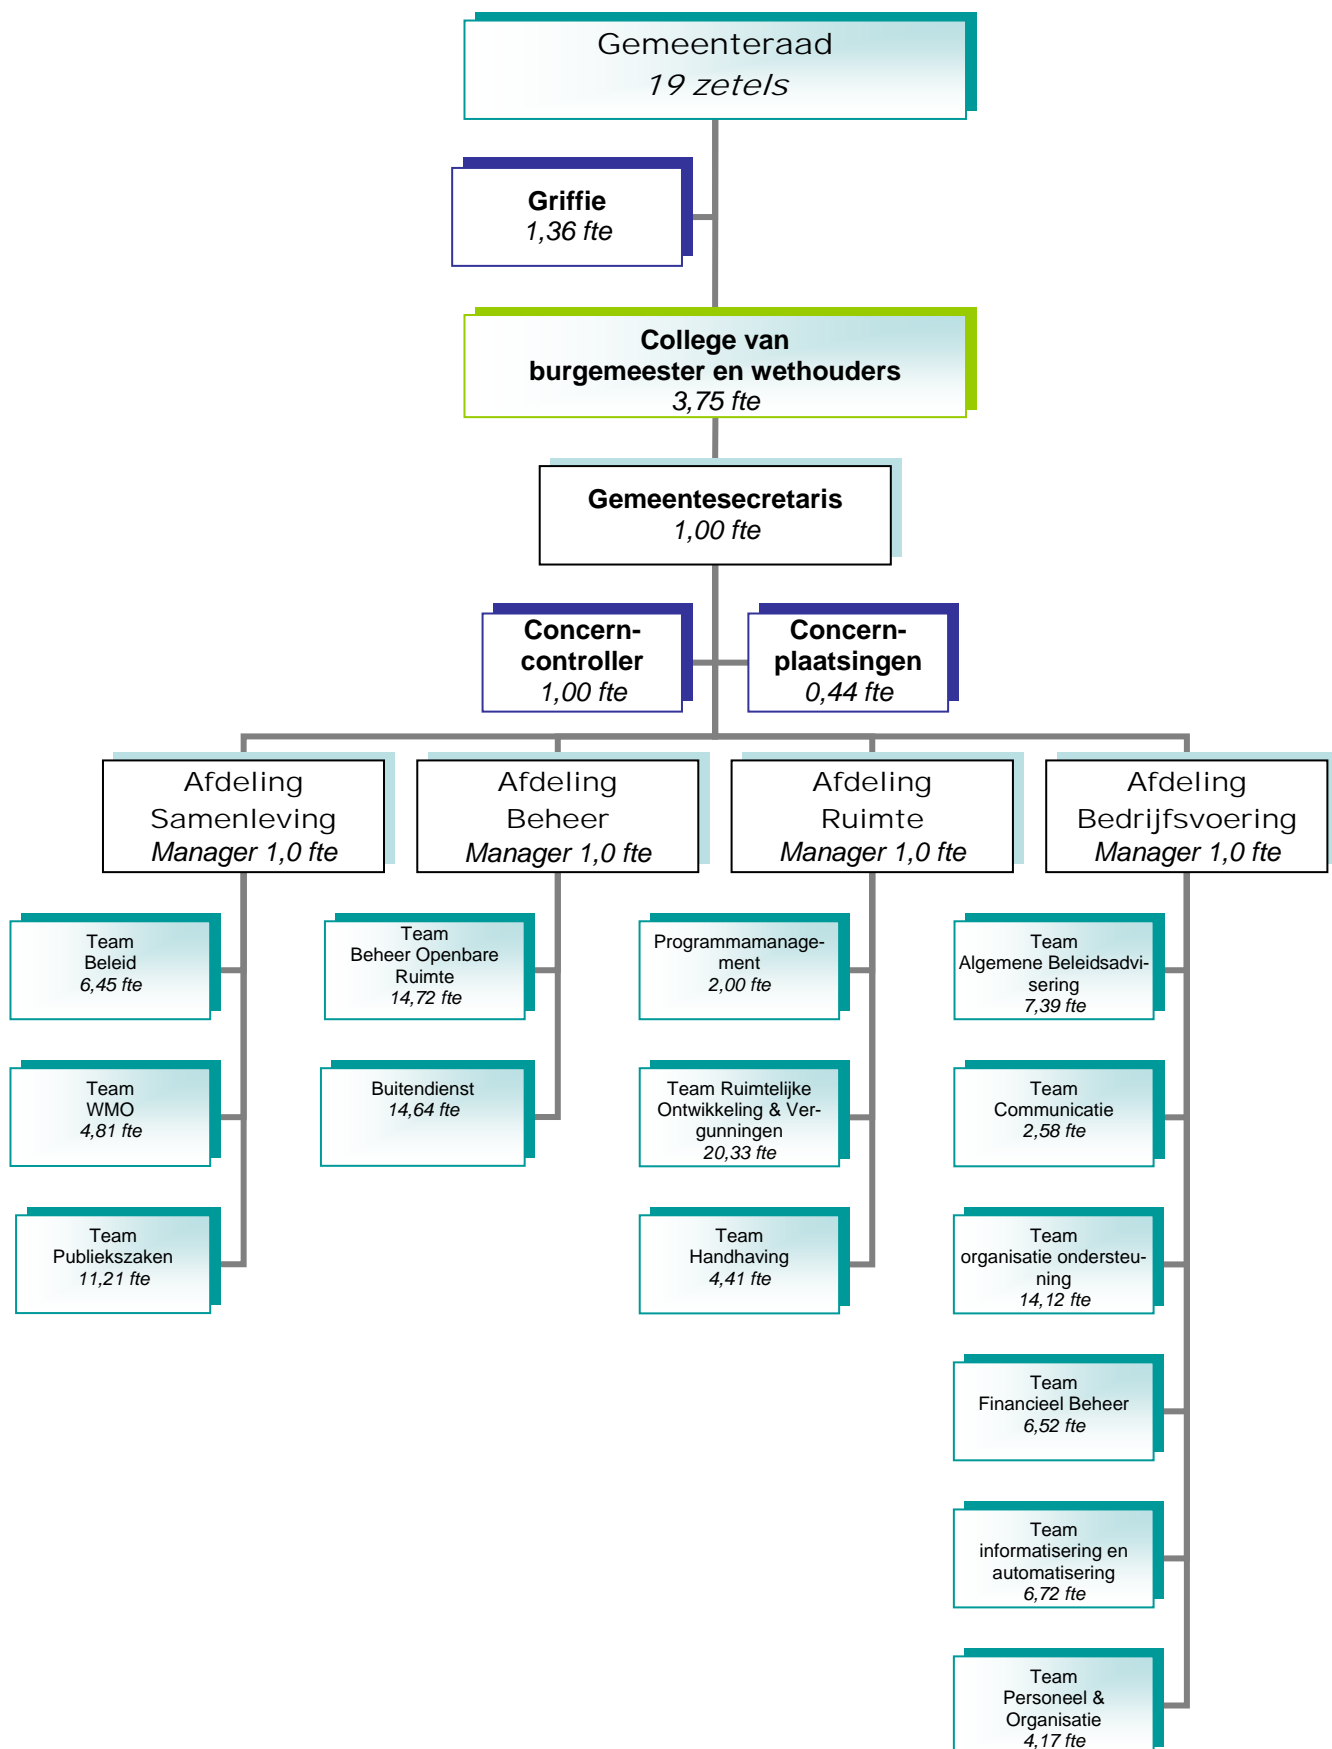 Gemeenteraad
19 zetels
Griffie
1,36 fte
College van
burgemeester en wethouders
3,75 fte
Gemeentesecretaris
1,00 fte
Concern-
controller
1,00 fte
Concern-
plaatsingen
0,44 fte
Afdeling
Samenleving
Manager 1,0 fte
Afdeling
Beheer
Manager 1,0 fte
Afdeling
Ruimte
Manager 1,0 fte
Afdeling
Bedrijfsvoering
Manager 1,0 fte
Team
Beleid
6,45 fte
Team
Beheer Openbare
Ruimte
14,72 fte
Programmamanage-
ment
2,00 fte
Team
Algemene Beleidsadvi-
sering
7,39 fte
Team
WMO
4,81 fte
Buitendienst
14,64 fte
Team Ruimtelijke
Ontwikkeling & Ver-
gunningen
20,33 fte
Team
Communicatie
2,58 fte
Team
Publiekszaken
11,21 fte
Team
Handhaving
4,41 fte
Team
organisatie ondersteu-
ning
14,12 fte
Team
Financieel Beheer
6,52 fte
Team
informatisering en
automatisering
6,72 fte
Team
Personeel &
Organisatie
4,17 fte